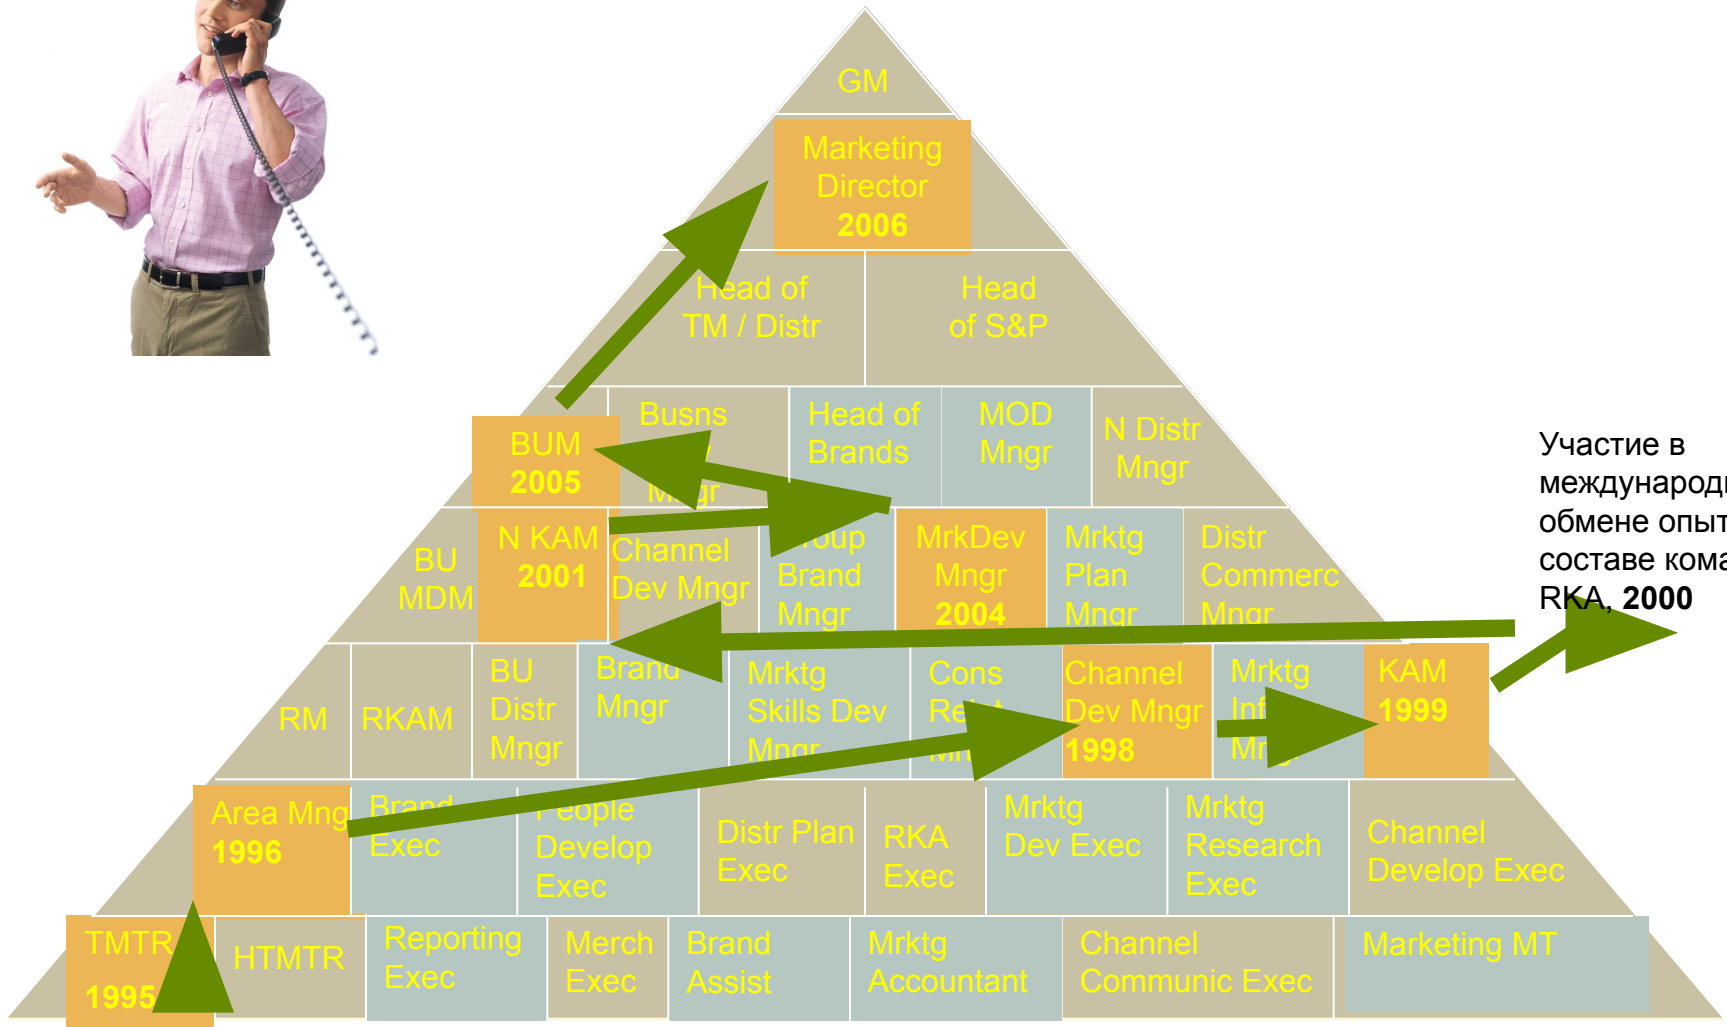 GM
Marketing
Director
2006
Head of
TM / Distr
Head
of S&P
BUM
2005
Busns
Head of
Brands
MOD
Mngr
N Distr
Mngr
BU
MDM
N KAM
2001
Channel
Dev Mngr
Brand
Mngr
MrkDev
Mngr
2004
Mrktg
Plan
Mngr
Distr
Commerc
Mngr
Участие в
обмене
RKA, 2000
RM
RKAM
BU
Distr
Mngr
Brand
Mngr
Mrktg
Skills Dev
Mngr
Cons
Channel
Dev Mngr
1998
Mrktg
KAM
1999
Area Mng
1996
Brand
Exec
People
Develop
Exec
Distr Plan
Exec
RKA
Exec
Mrktg
Dev Exec
Mrktg
Research
Exec
Channel
Develop Exec
TMTR
1995
HTMTR
Reporting
Exec
Merch
Exec
Brand
Assist
Mrktg
Accountant
Channel
Communic Exec
Marketing MT